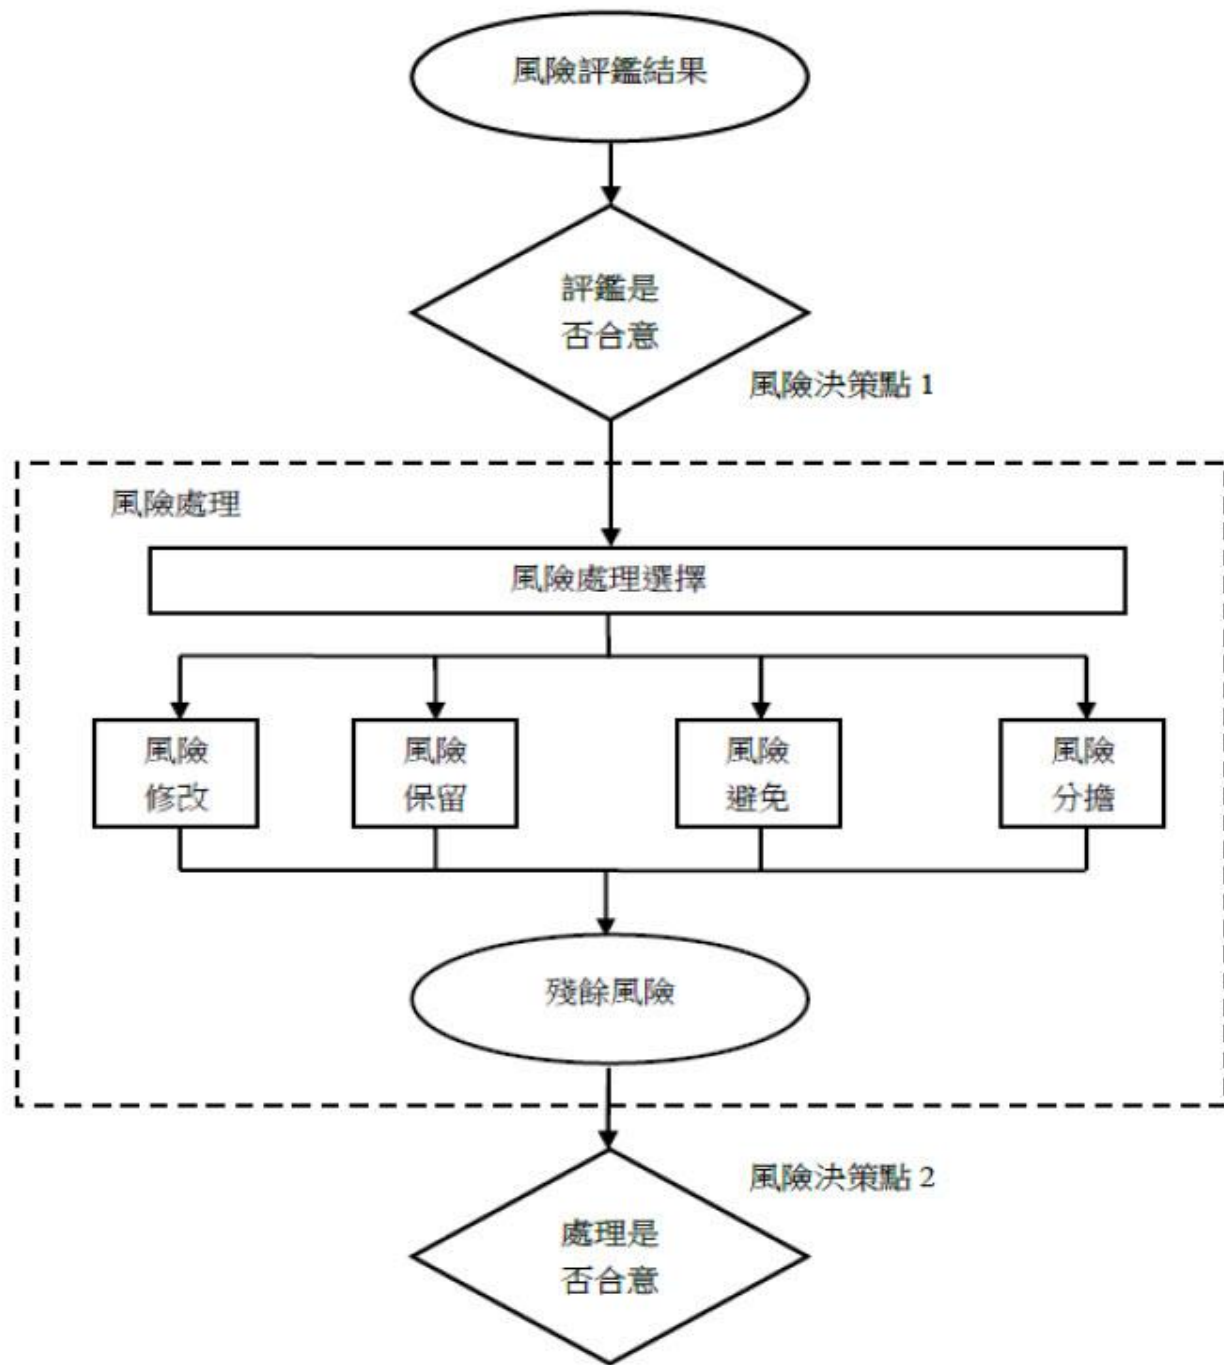 風險評鑑結果
評鑑是
否合意
風險決策點 1
風險處理
風險處理選擇
風險
修改
風險
保留
風險
避免
風險
分擔
殘餘風險
風險決策點 2
處理是
否合意